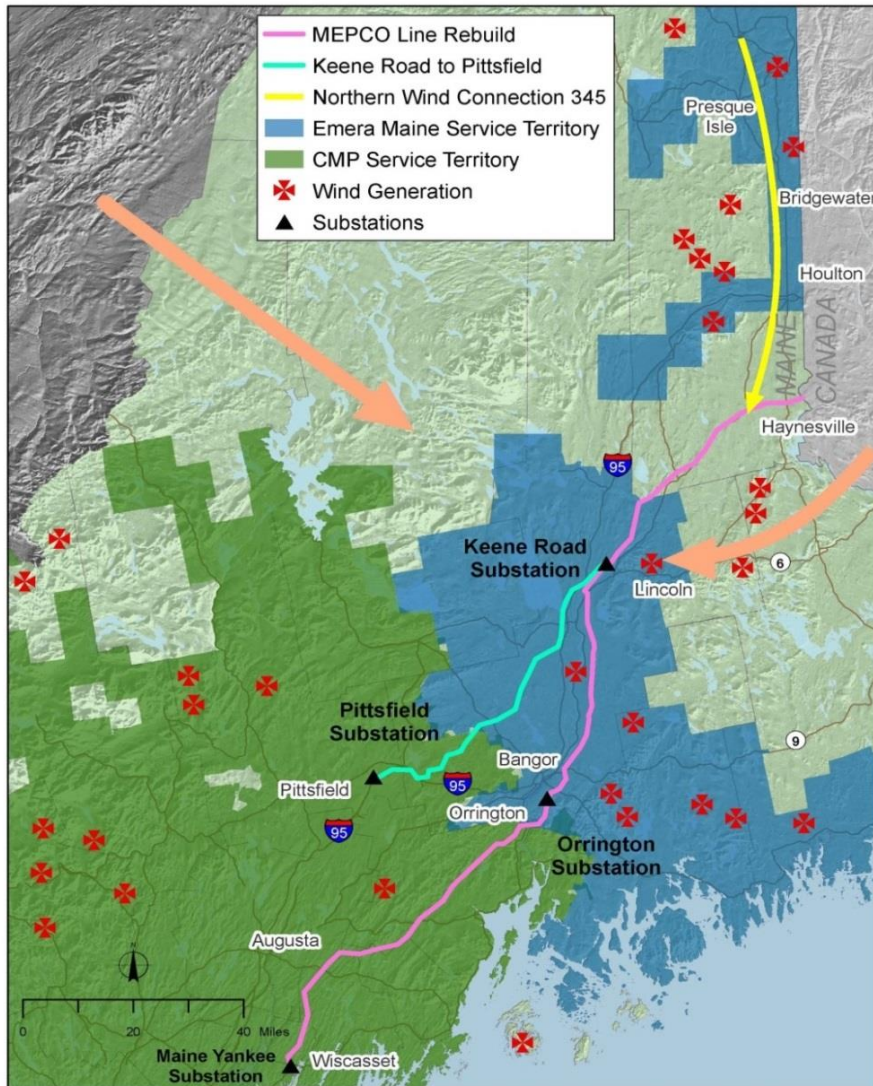 MEPCO Line Rebuild
Keene Road to Pittsfield
Northern Wind Connection 345
Emera Maine Service Territory
CMP Service Territory
Wind Generation
Substations
Presque
Isle
Bridgewater
Houlton
MAINE
CANADA
Haynesville
95
Keene Road
Substation
6
Lincoln
Pittsfield
Substation
9
Bangor
Pittsfield
95
Orrington
95
Orrington
Substation
Augusta
N
0 20 40 Miles
Maine Yankee
Substation
Wiscasset